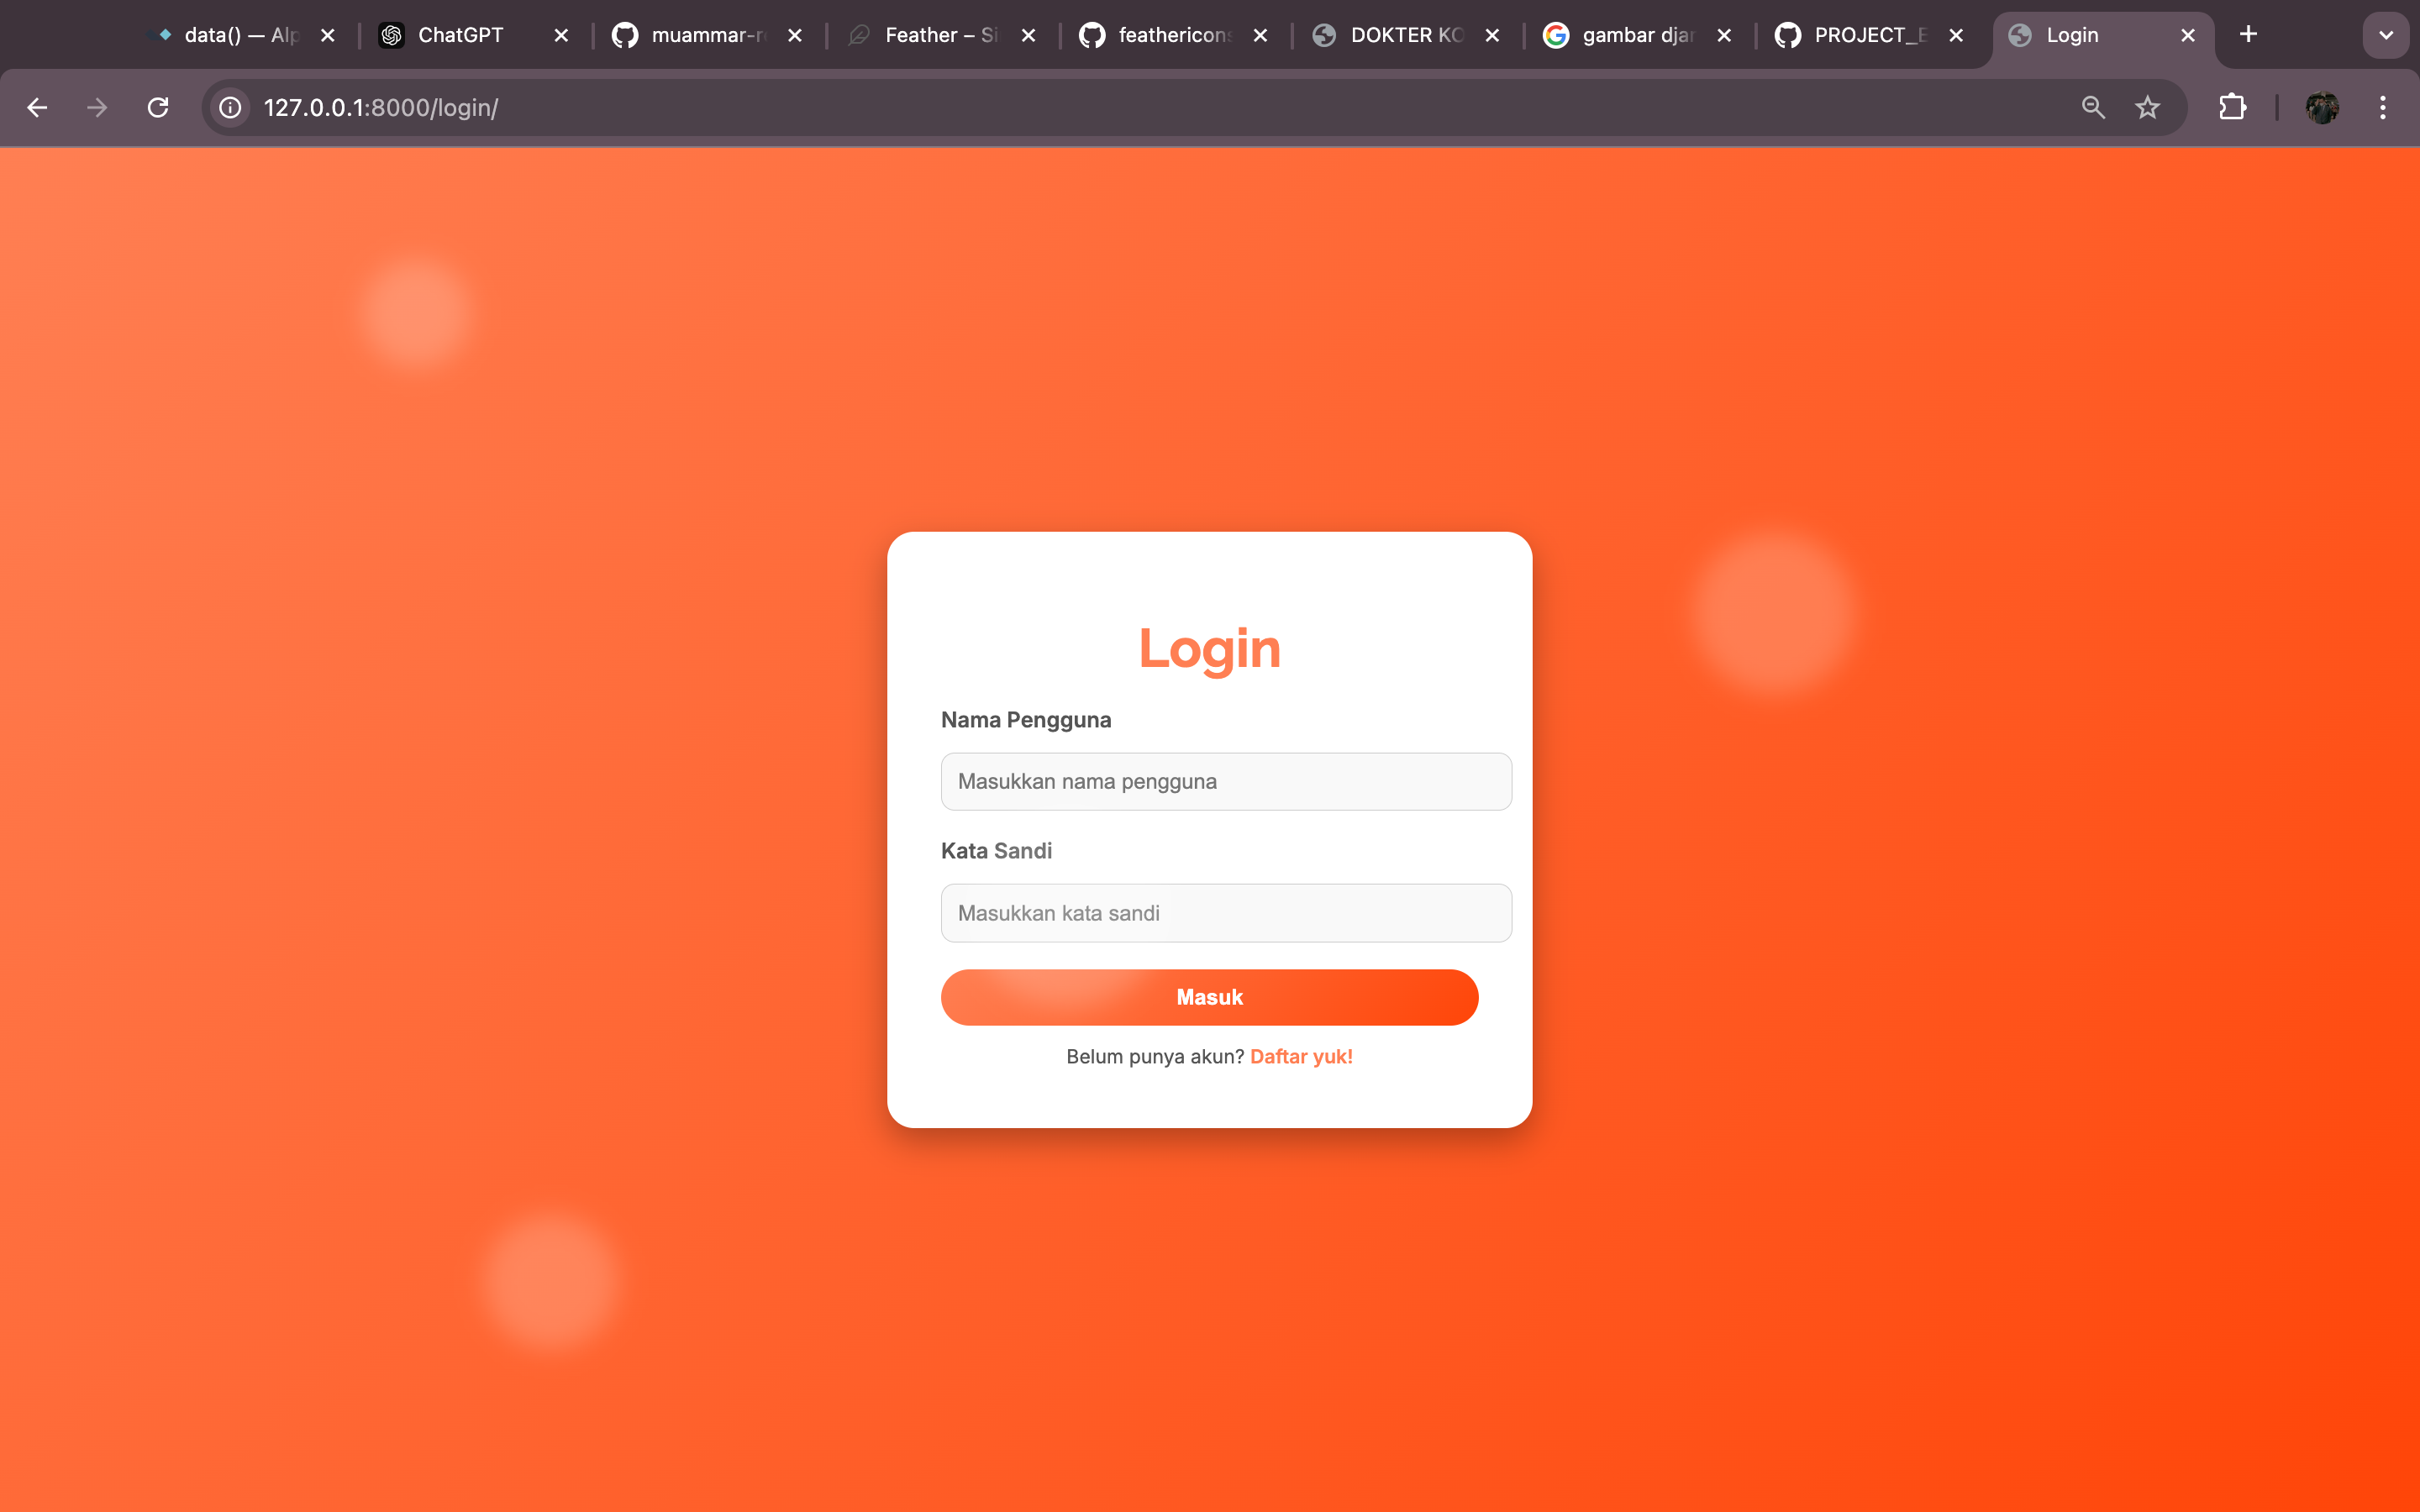 data() — Alp
ChatGPT
muammar-r
Feather – Si
feathericons
DOKTER KO
gambar djan
PROJECT_E
Login
127.0.0.1:8000/login/
Login
Nama Pengguna
Masukkan nama pengguna
Kata Sandi
Masukkan kata sandi
Masuk
Belum punya akun? Daftar yuk!